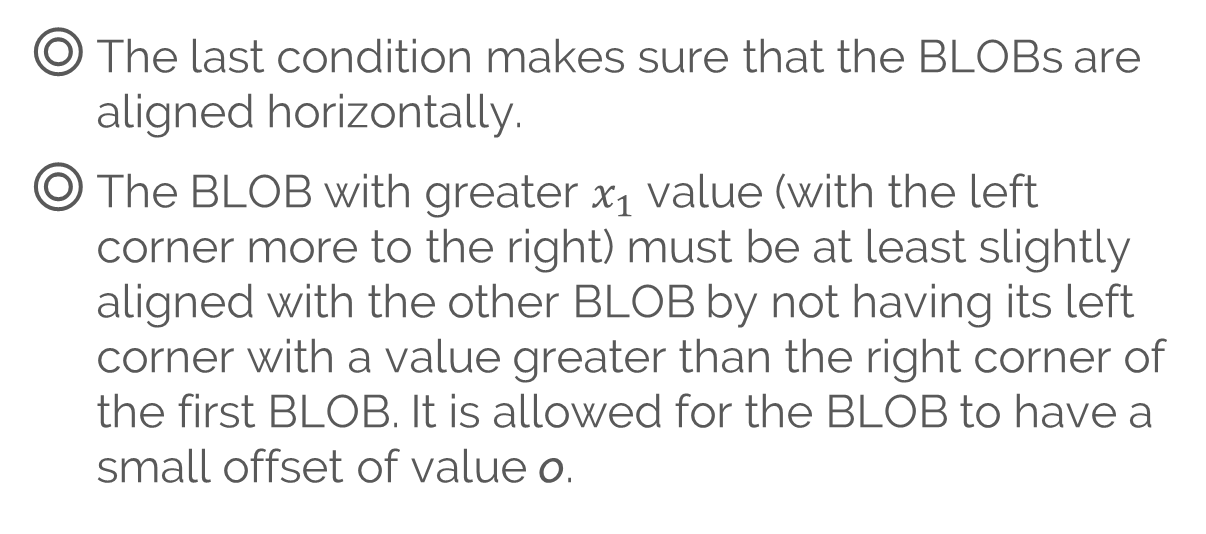 ◎ The last condition makes sure that the BLOBs are
aligned horizontally.
◎ The BLOB with greater x₁ value (with the left
corner more to the right) must be at least slightly
aligned with the other BLOB by not having its left
corner with a value greater than the right corner of
the first BLOB. It is allowed for the BLOB to have a
small offset of value o.